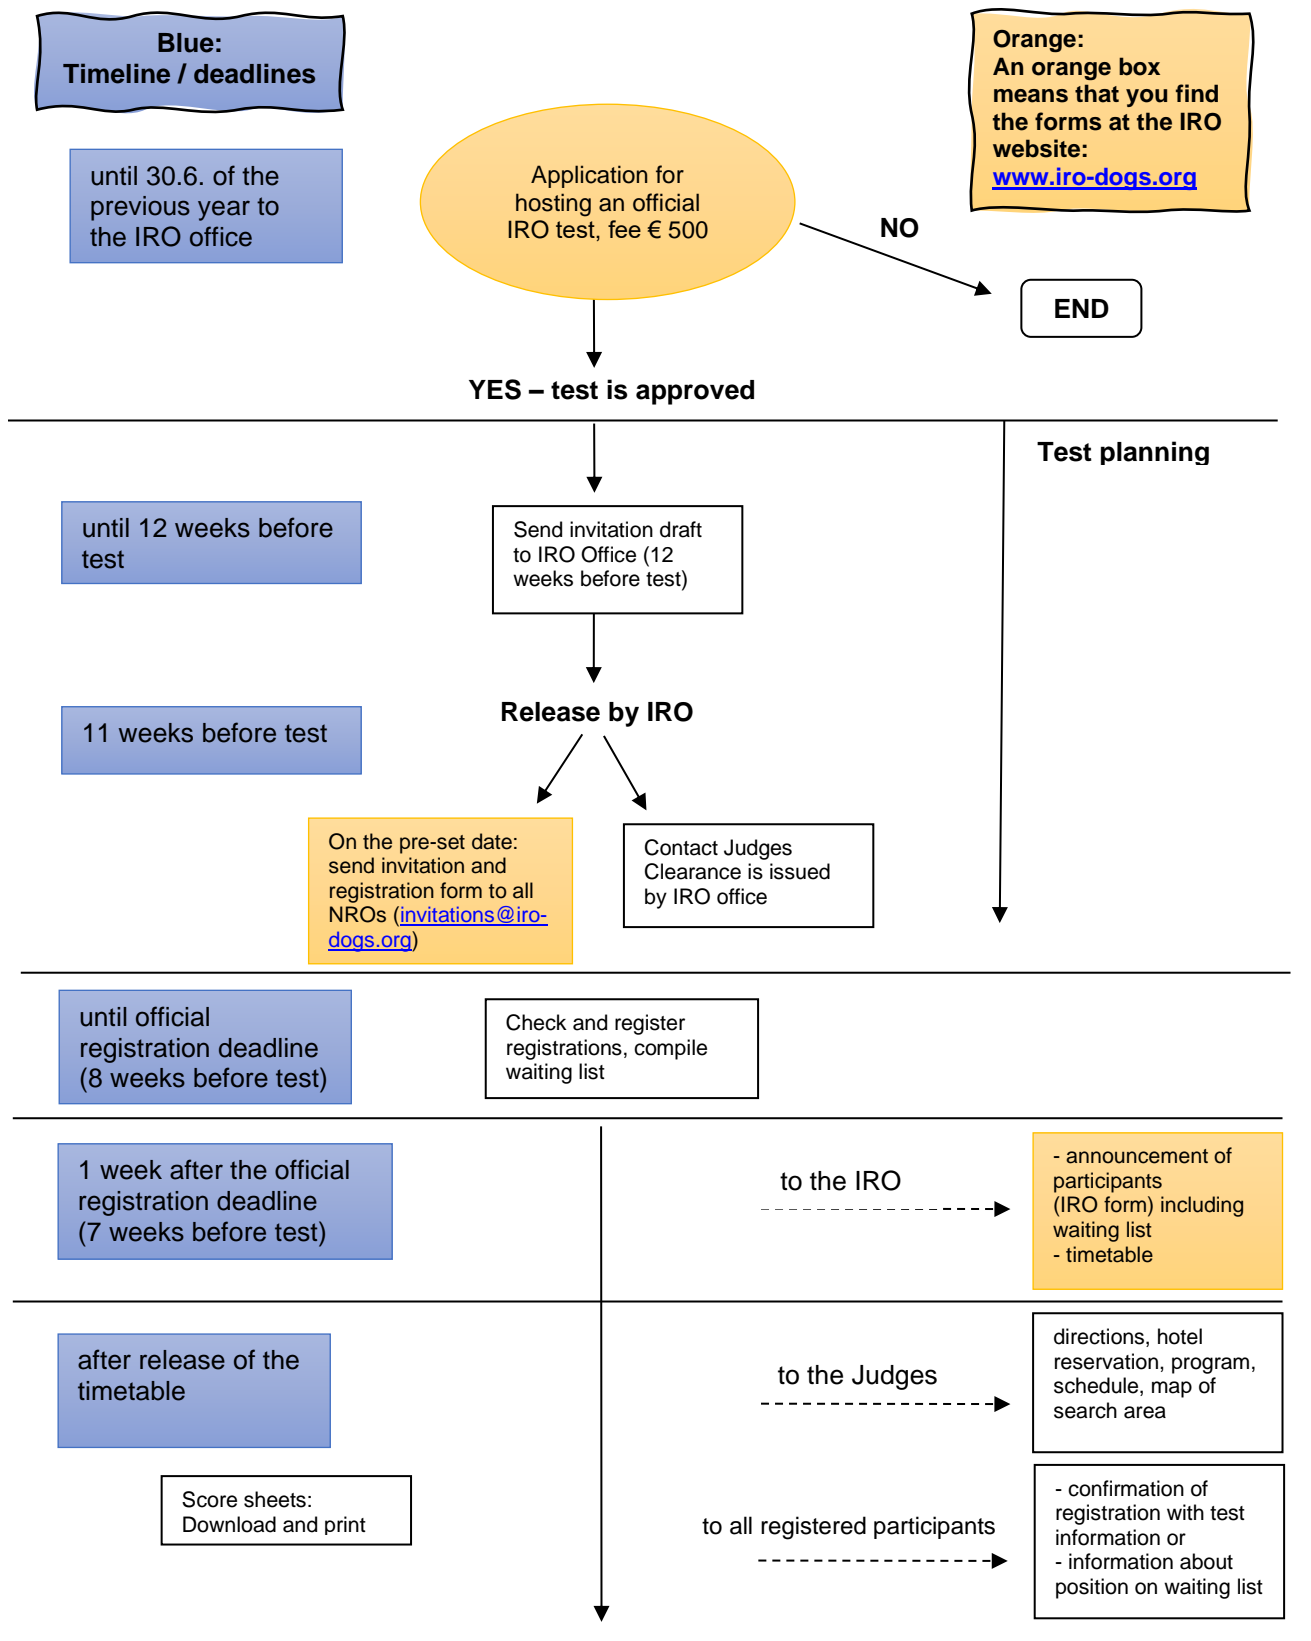 Blue:
Timeline / deadlines
Orange:
An orange box
means that you find
the forms at the IRO
website:
www.iro-dogs.org
until 30.6. of the
previous year to
the IRO office
Application for
hosting an official
IRO test, fee € 500
NO
END
YES – test is approved
Test planning
until 12 weeks before
test
Send invitation draft
to IRO Office (12
weeks before test)
11 weeks before test
Release by IRO
On the pre-set date:
send invitation and
registration form to all
NROs (invitations@iro-
dogs.org)
Contact Judges
Clearance is issued
by IRO office
until official
registration deadline
(8 weeks before test)
Check and register
registrations, compile
waiting list
1 week after the official
registration deadline
(7 weeks before test)
to the IRO
- announcement of
participants
(IRO form) including
waiting list
- timetable
after release of the
timetable
to the Judges
directions, hotel
reservation, program,
schedule, map of
search area
Score sheets:
Download and print
to all registered participants
- confirmation of
registration with test
information or
- information about
position on waiting list